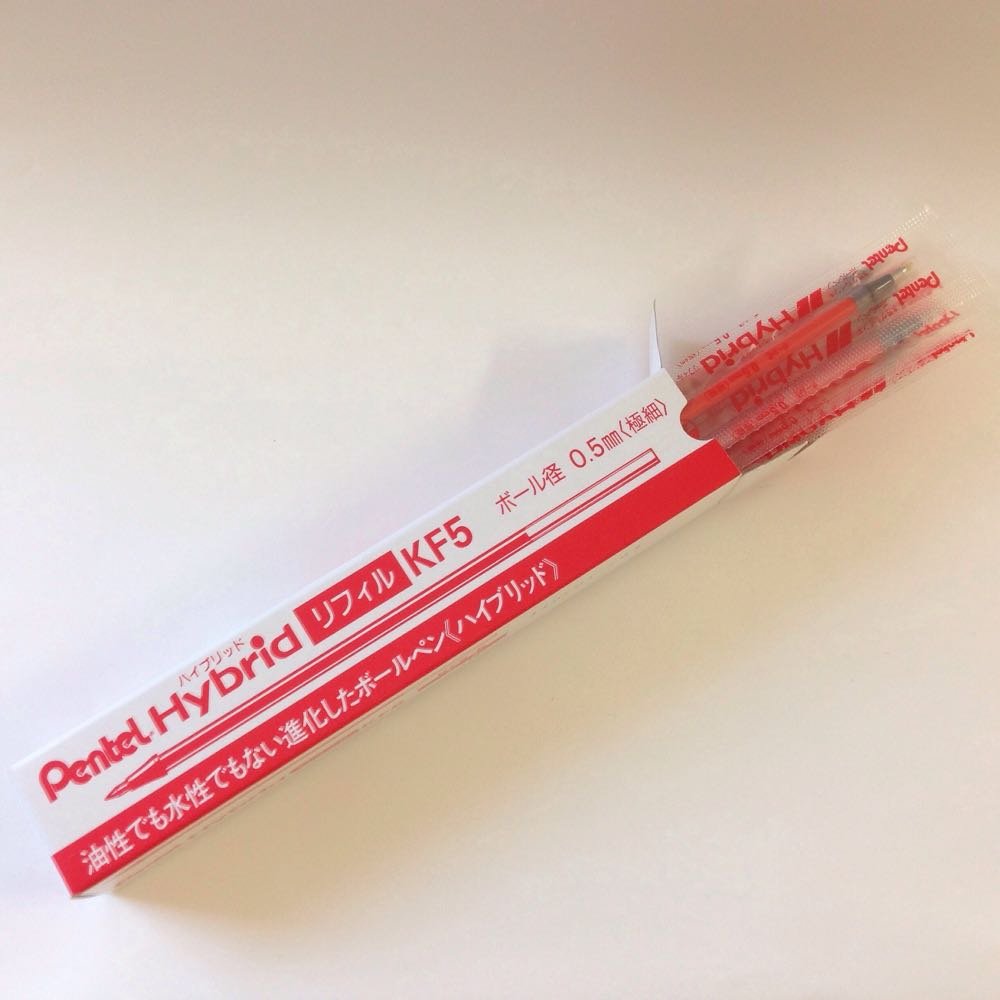 ハイブリッド
Pentel Hybrid リフィル KF5 ボール径 0.5㎜〈極細〉
油性でも水性でもない進化したボールペン《ハイブリッド》
Pentel
Hybrid
Pentel
Hybrid